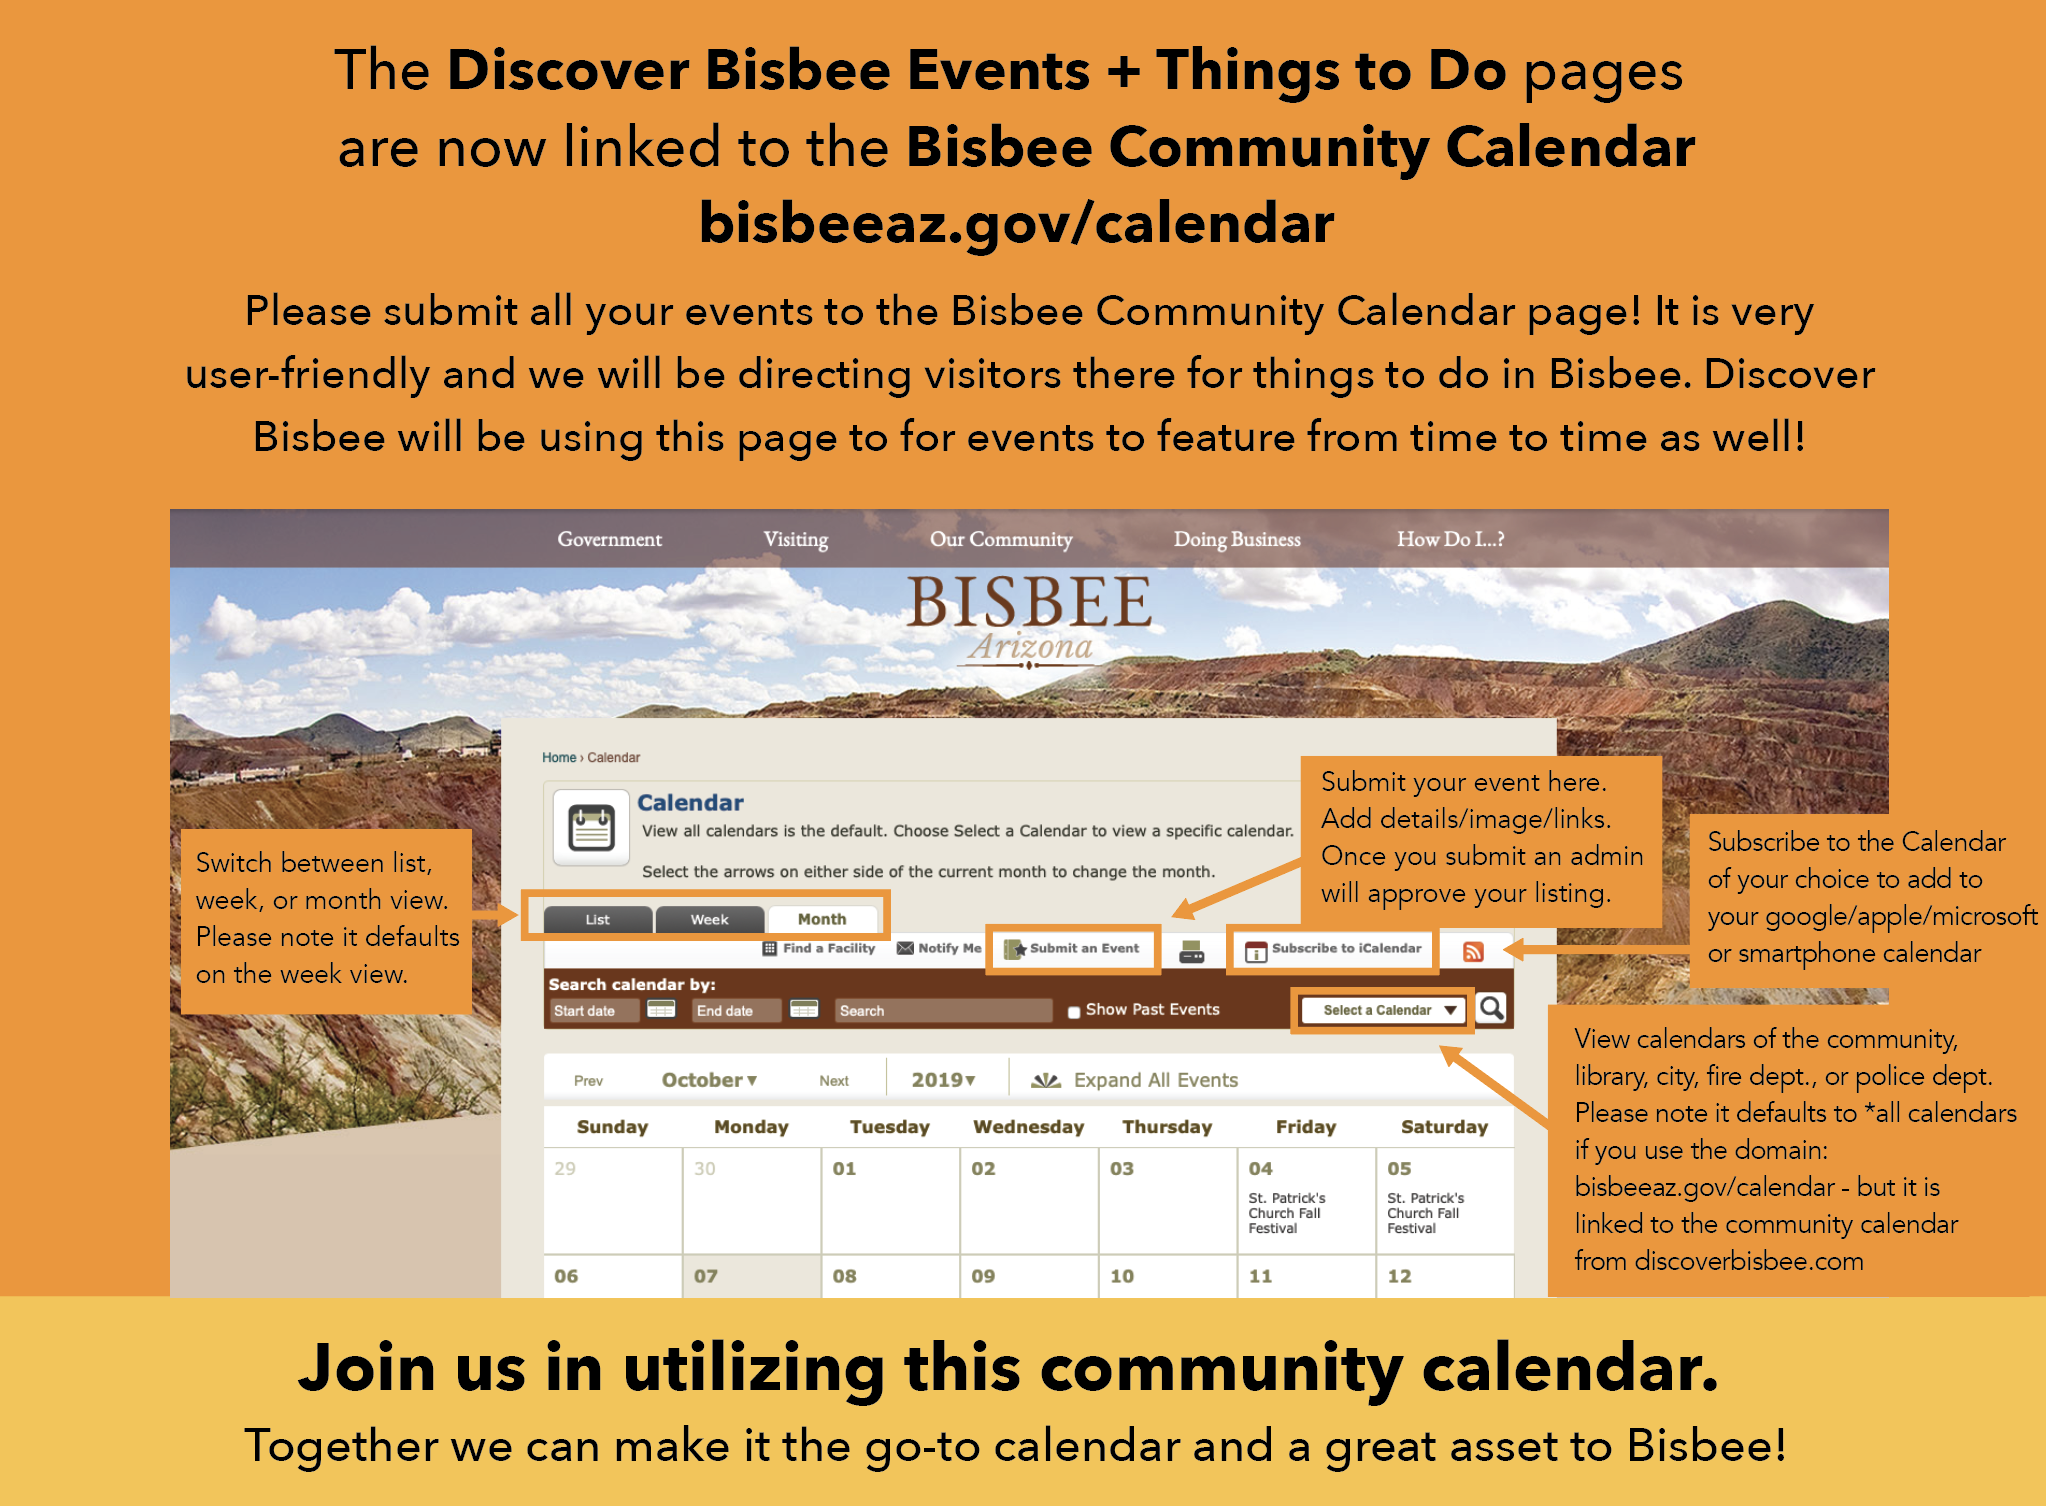 The Discover Bisbee Events + Things to Do pages
are now linked to the Bisbee Community Calendar
bisbeeaz.gov/calendar
Please submit all your events to the Bisbee Community Calendar page! It is very
user-friendly and we will be directing visitors there for things to do in Bisbee. Discover
Bisbee will be using this page to for events to feature from time to time as well!
Government Visiting Our Community Doing Business How Do I...?
BISBEE
Arizona
Home › Calendar
Calendar
View all calendars is the default. Choose Select a Calendar to view a specific calendar.
Select the arrows on either side of the current month to change the month.
Submit your event here.
Add details/image/links.
Once you submit an admin
will approve your listing.
Subscribe to the Calendar
of your choice to add to
your google/apple/microsoft
or smartphone calendar
Switch between list,
week, or month view.
Please note it defaults
on the week view.
List Week Month
Find a Facility Notify Me Submit an Event Subscribe to iCalendar
Search calendar by:
Start date End date Search Show Past Events Select a Calendar ▼
View calendars of the community,
library, city, fire dept., or police dept.
Please note it defaults to *all calendars
if you use the domain:
bisbeeaz.gov/calendar - but it is
linked to the community calendar
from discoverbisbee.com
Prev October▼ Next 2019▼ Expand All Events
Sunday Monday Tuesday Wednesday Thursday Friday Saturday
29 30 01 02 03 04 05
St. Patrick's St. Patrick's
Church Fall Church Fall
Festival Festival
06 07 08 09 10 11 12
Join us in utilizing this community calendar.
Together we can make it the go-to calendar and a great asset to Bisbee!